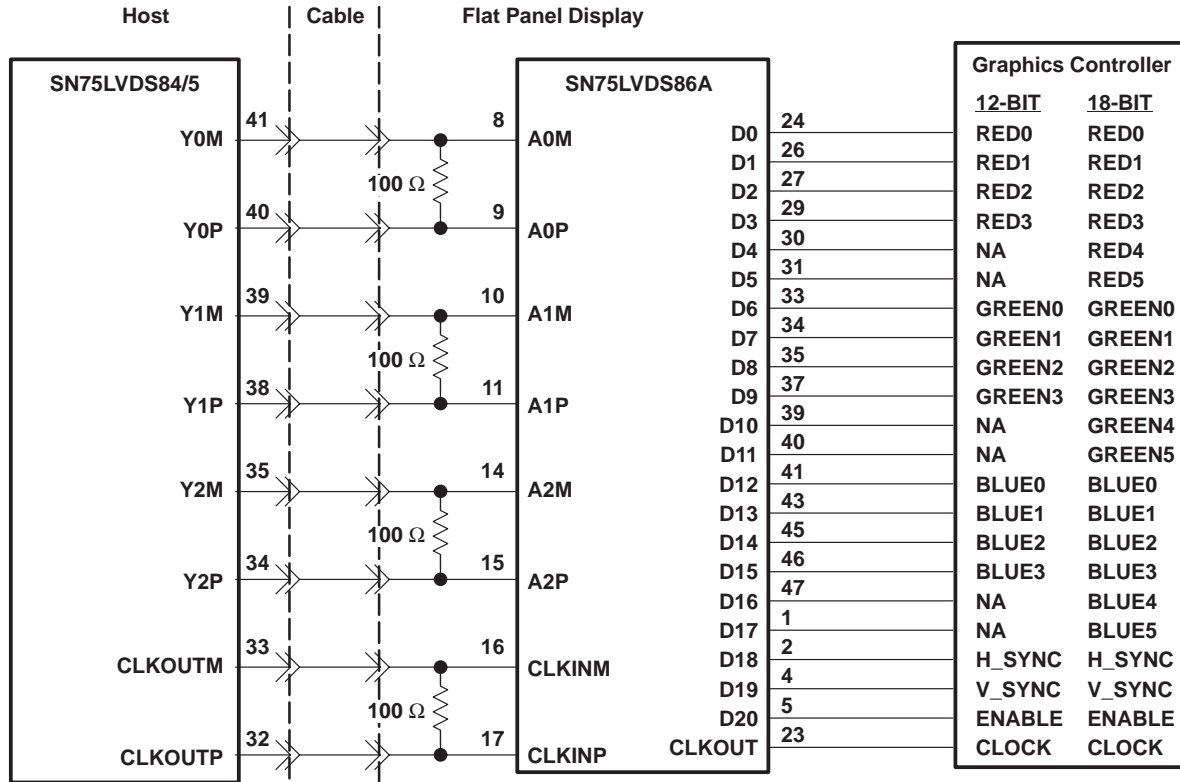 Host Cable Flat Panel Display
SN75LVDS84/5 SN75LVDS86A Graphics Controller
12-BIT 18-BIT
Y0M 41 8 A0M D0 24 RED0 RED0
D1 26 RED1 RED1
100 Ω D2 27 RED2 RED2
Y0P 40 9 A0P D3 29 RED3 RED3
D4 30 NA RED4
D5 31 NA RED5
Y1M 39 10 A1M D6 33 GREEN0 GREEN0
D7 34 GREEN1 GREEN1
100 Ω D8 35 GREEN2 GREEN2
Y1P 38 11 A1P D9 37 GREEN3 GREEN3
D10 39 NA GREEN4
D11 40 NA GREEN5
Y2M 35 14 A2M D12 41 BLUE0 BLUE0
D13 43 BLUE1 BLUE1
100 Ω D14 45 BLUE2 BLUE2
Y2P 34 15 A2P D15 46 BLUE3 BLUE3
D16 47 NA BLUE4
D17 1 NA BLUE5
CLKOUTM 33 16 CLKINM D18 2 H_SYNC H_SYNC
D19 4 V_SYNC V_SYNC
100 Ω D20 5 ENABLE ENABLE
CLKOUTP 32 17 CLKINP CLKOUT 23 CLOCK CLOCK